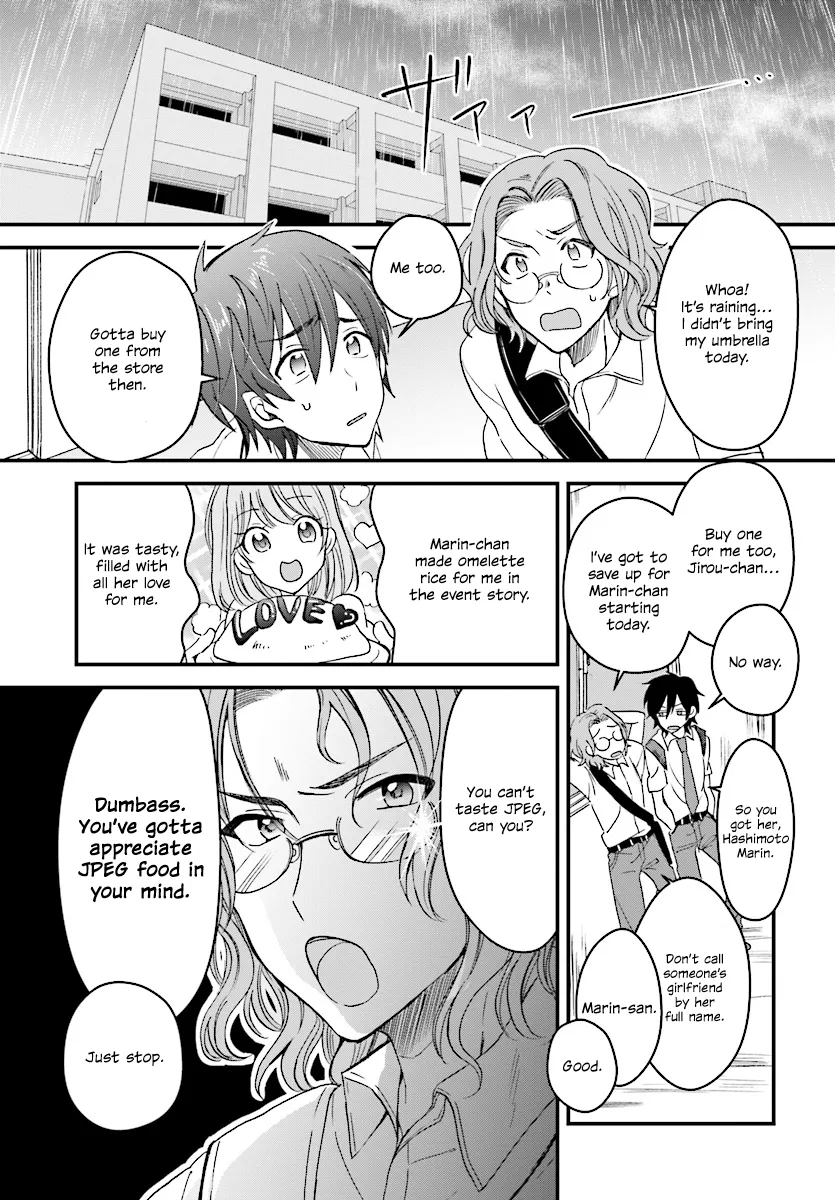 ザァァ
Whoa!
It's raining...
I didn't bring
my umbrella
today.
Me too.
Gotta buy
one from
the store
then.
Buy one
for me too,
Jirou-chan...
I've got to
save up for
Marin-chan
starting
today.
No way.
So you
got her,
Hashimoto
Marin.
Don't call
someone's
girlfriend
by her
full name.
Marin-san.
Good.
Marin-chan
made omelette
rice for me in
the event story.
LOVE
It was tasty,
filled with
all her love
for me.
You can't
taste JPEG,
can you?
Dumbass.
You've gotta
appreciate
JPEG food in
your mind.
Just stop.